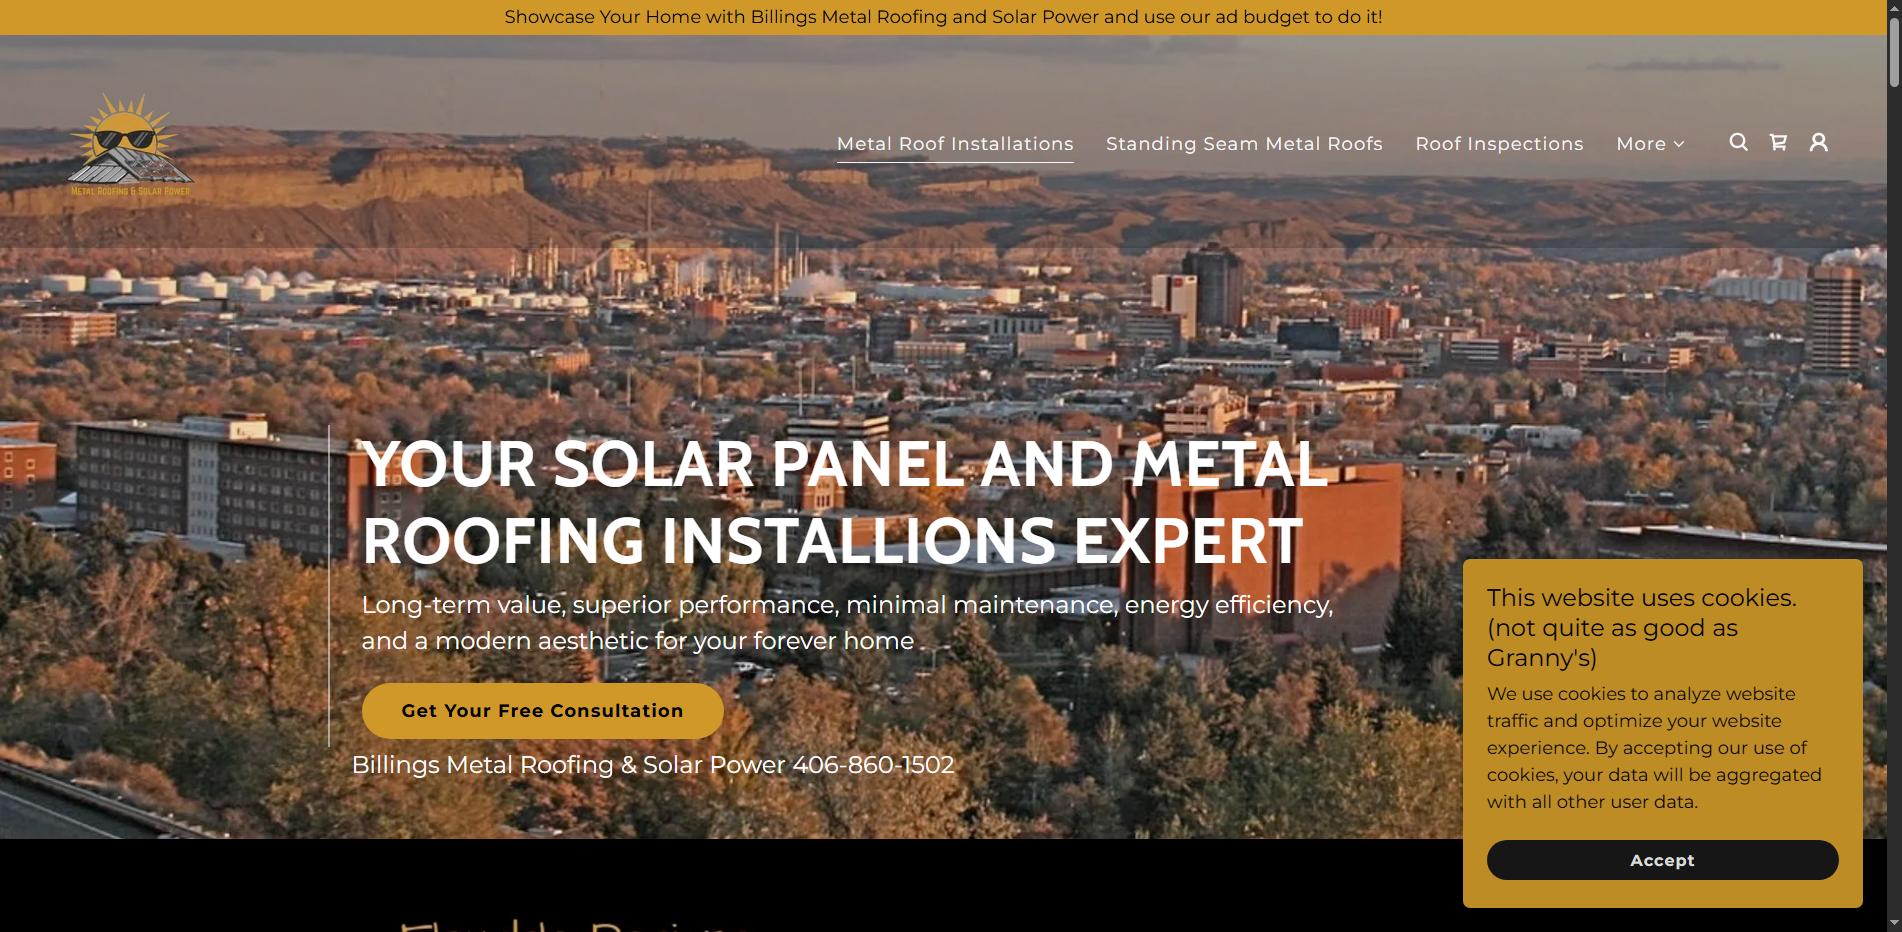 Showcase Your Home with Billings Metal Roofing and Solar Power and use our ad budget to do it!
METAL ROOFING & SOLAR POWER
Metal Roof Installations
Standing Seam Metal Roofs
Roof Inspections
More
YOUR SOLAR PANEL AND METAL
ROOFING INSTALLIONS EXPERT
Long-term value, superior performance, minimal maintenance, energy efficiency,
and a modern aesthetic for your forever home
Get Your Free Consultation
Billings Metal Roofing & Solar Power 406-860-1502
This website uses cookies.
(not quite as good as
Granny's)
We use cookies to analyze website
traffic and optimize your website
experience. By accepting our use of
cookies, your data will be aggregated
with all other user data.
Accept